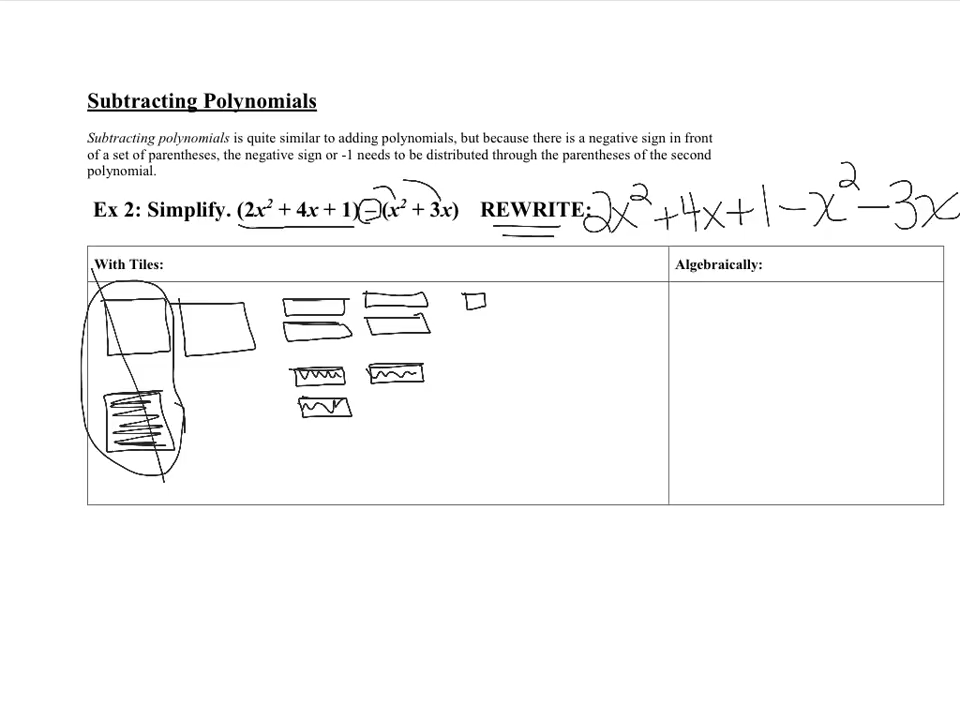 Subtracting Polynomials
Subtracting polynomials is quite similar to adding polynomials, but because there is a negative sign in front
of a set of parentheses, the negative sign or -1 needs to be distributed through the parentheses of the second
polynomial.
Ex 2: Simplify. (2x² + 4x + 1) − (x² + 3x) REWRITE: 2x² + 4x + 1 − x² − 3x
With Tiles: Algebraically: